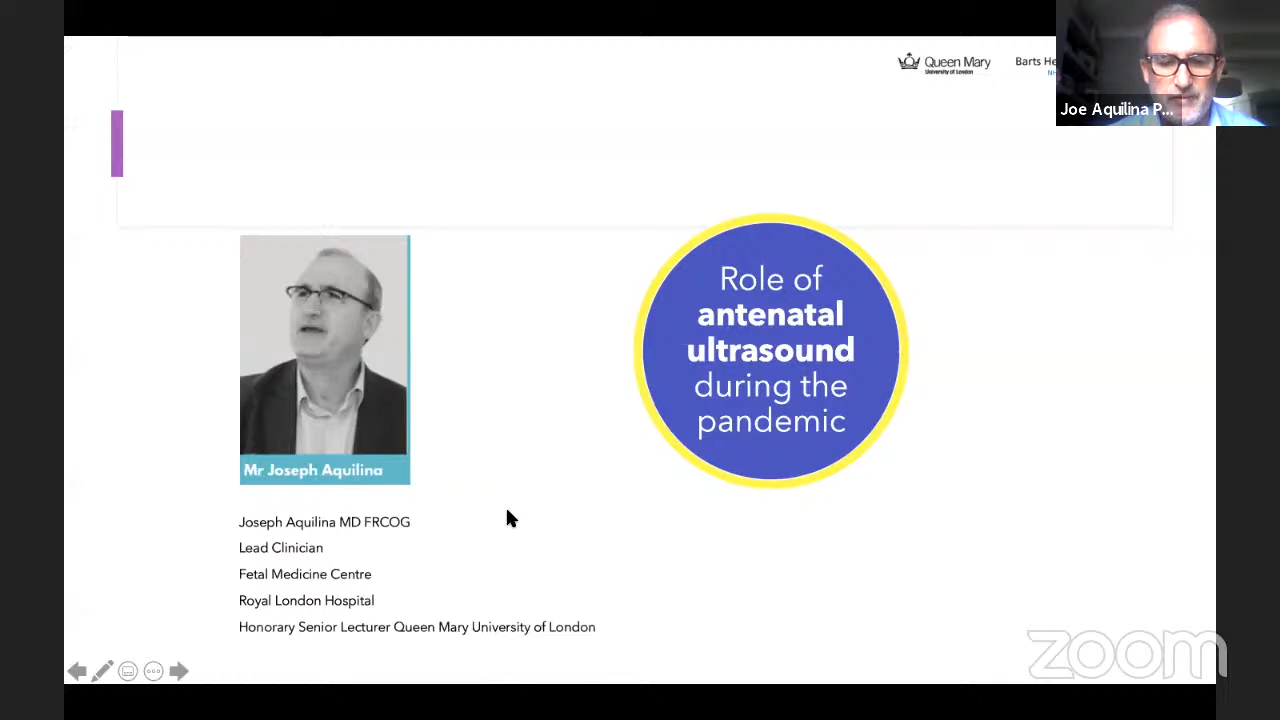 Queen Mary
University of London
Barts He
Joe Aquilina P...
Role of
antenatal
ultrasound
during the
pandemic
Mr Joseph Aquilina
Joseph Aquilina MD FRCOG
Lead Clinician
Fetal Medicine Centre
Royal London Hospital
Honorary Senior Lecturer Queen Mary University of London
zoom